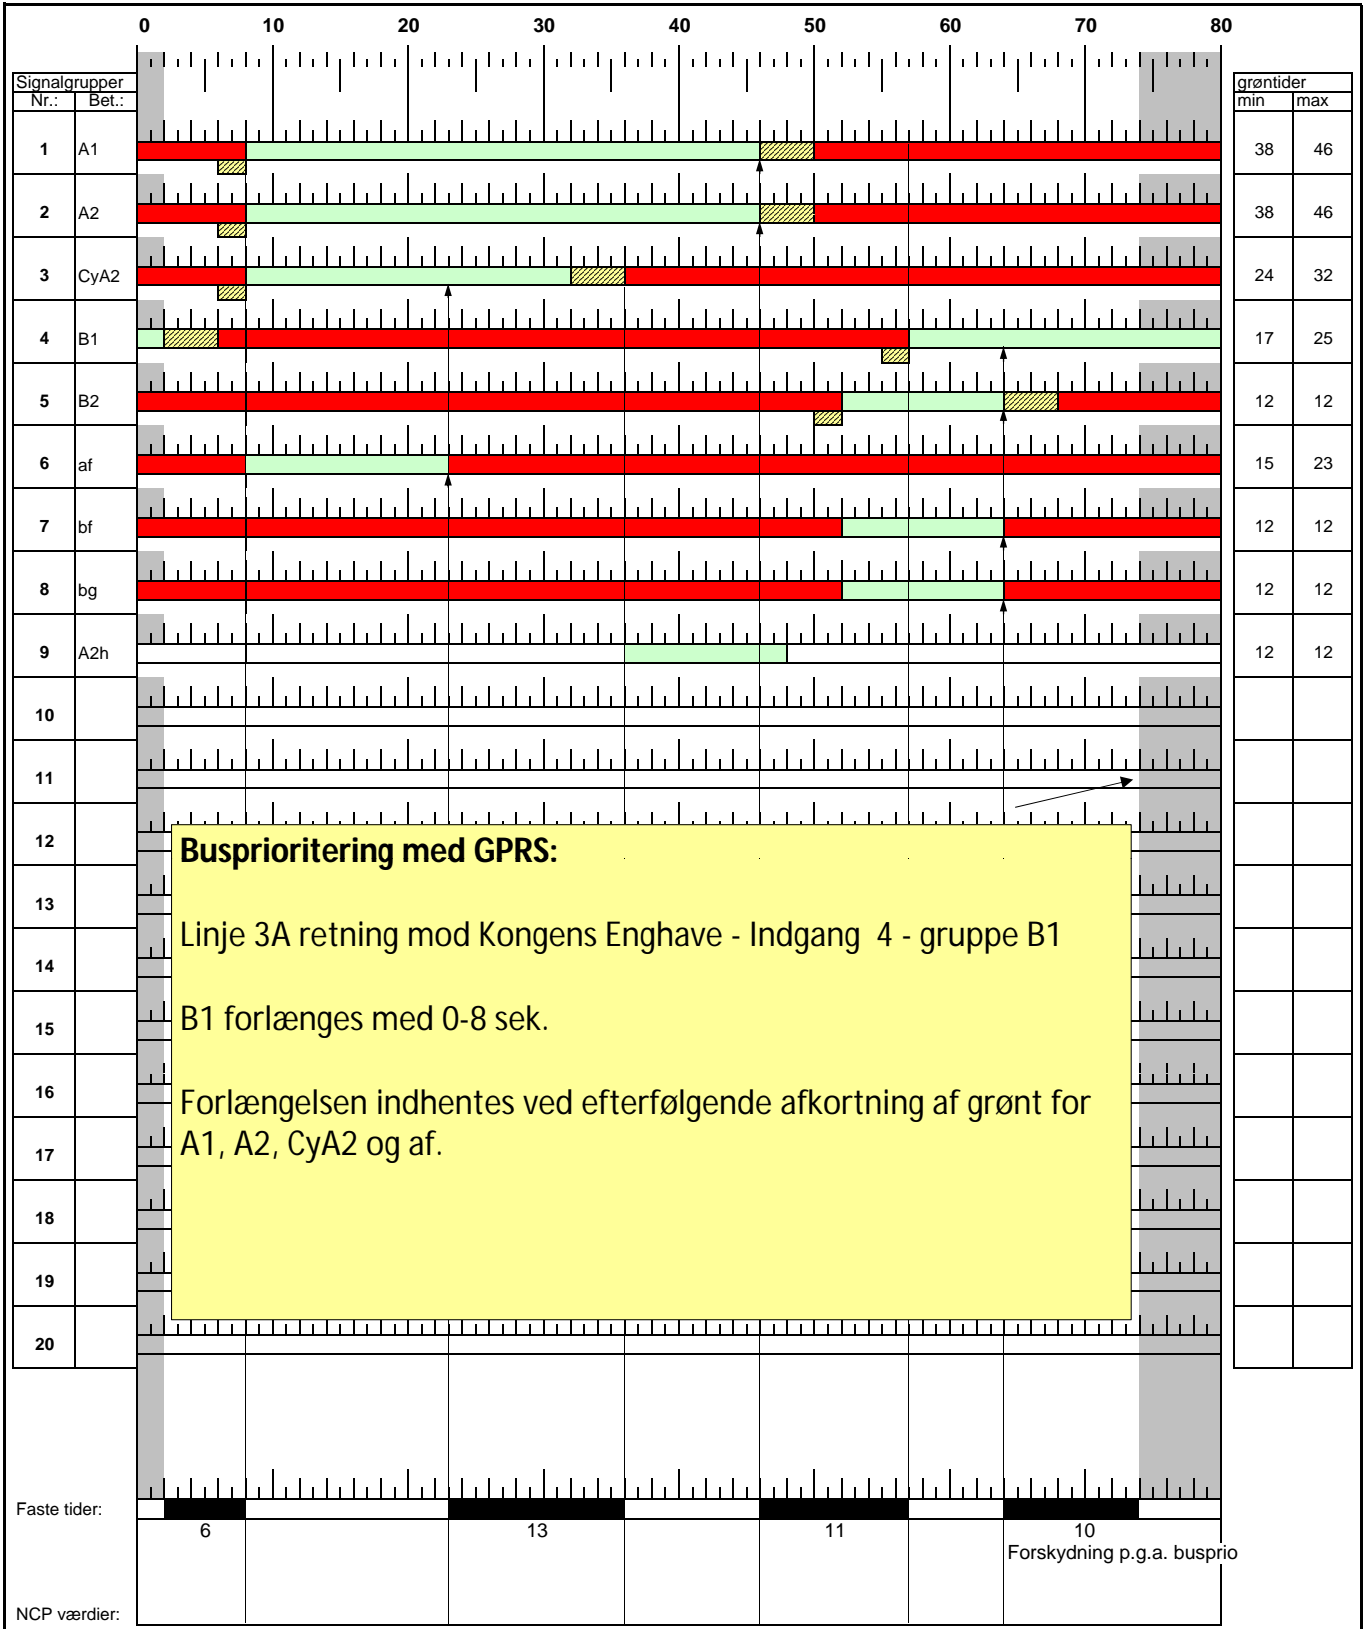 0 10 20 30 40 50 60 70 80
Signalgrupper grøntider
Nr.: Bet.: min max
1 A1 38 46
2 A2 38 46
3 CyA2 24 32
4 B1 17 25
5 B2 12 12
6 af 15 23
7 bf 12 12
8 bg 12 12
9 A2h 12 12
10
11
12
13
14
15
16
17
18
19
20
Busprioritering med GPRS:
Linje 3A retning mod Kongens Enghave - Indgang 4 - gruppe B1
B1 forlænges med 0-8 sek.
Forlængelsen indhentes ved efterfølgende afkortning af grønt for
A1, A2, CyA2 og af.
Faste tider:
6 13 11 10
Forskydning p.g.a. busprio
NCP værdier: